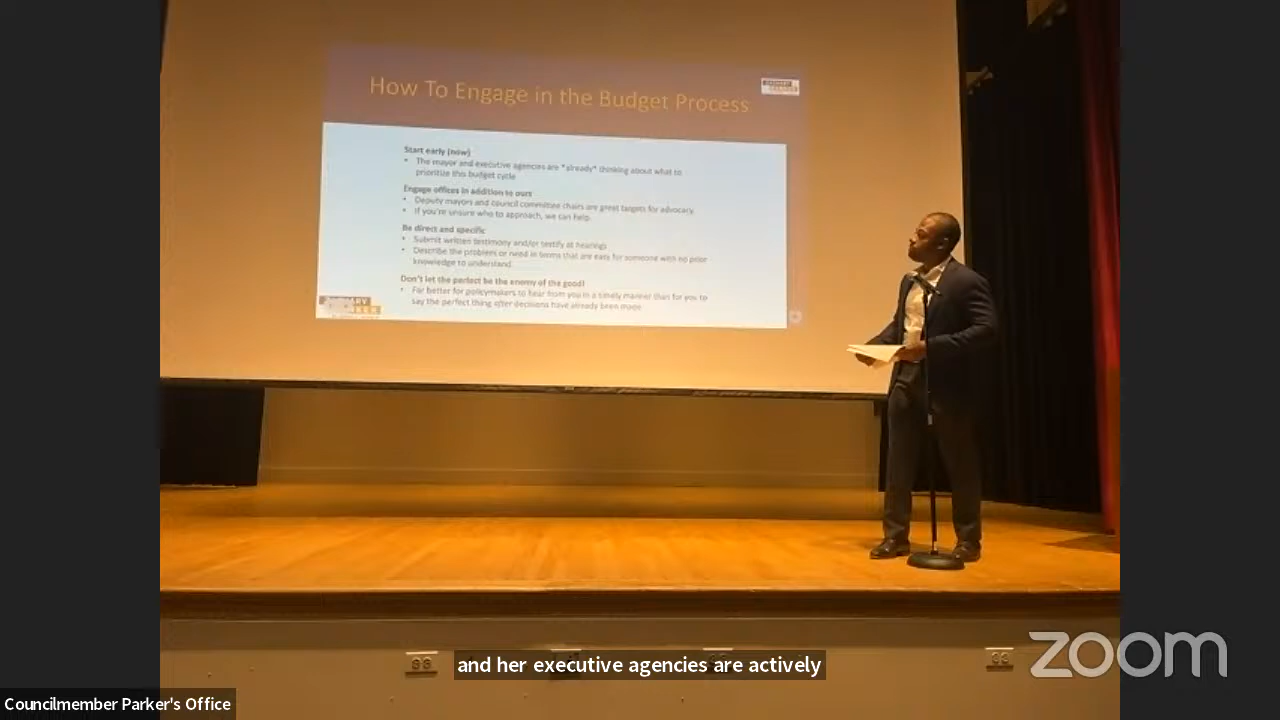 How To Engage in the Budget Process
Start early (now)
• The mayor and executive agencies are *already* thinking about what to
prioritize this budget cycle
Engage offices in addition to ours
• Deputy mayors and council committee chairs are great targets for advocacy.
• If you're unsure who to approach, we can help.
Be direct and specific
• Submit written testimony and/or testify at hearings
• Describe the problem or need in terms that are easy for someone with no prior
knowledge to understand
Don't let the perfect be the enemy of the good!
• Far better for policymakers to hear from you in a timely manner than for you to
say the perfect thing after decisions have already been made
and her executive agencies are actively
zoom
Councilmember Parker's Office